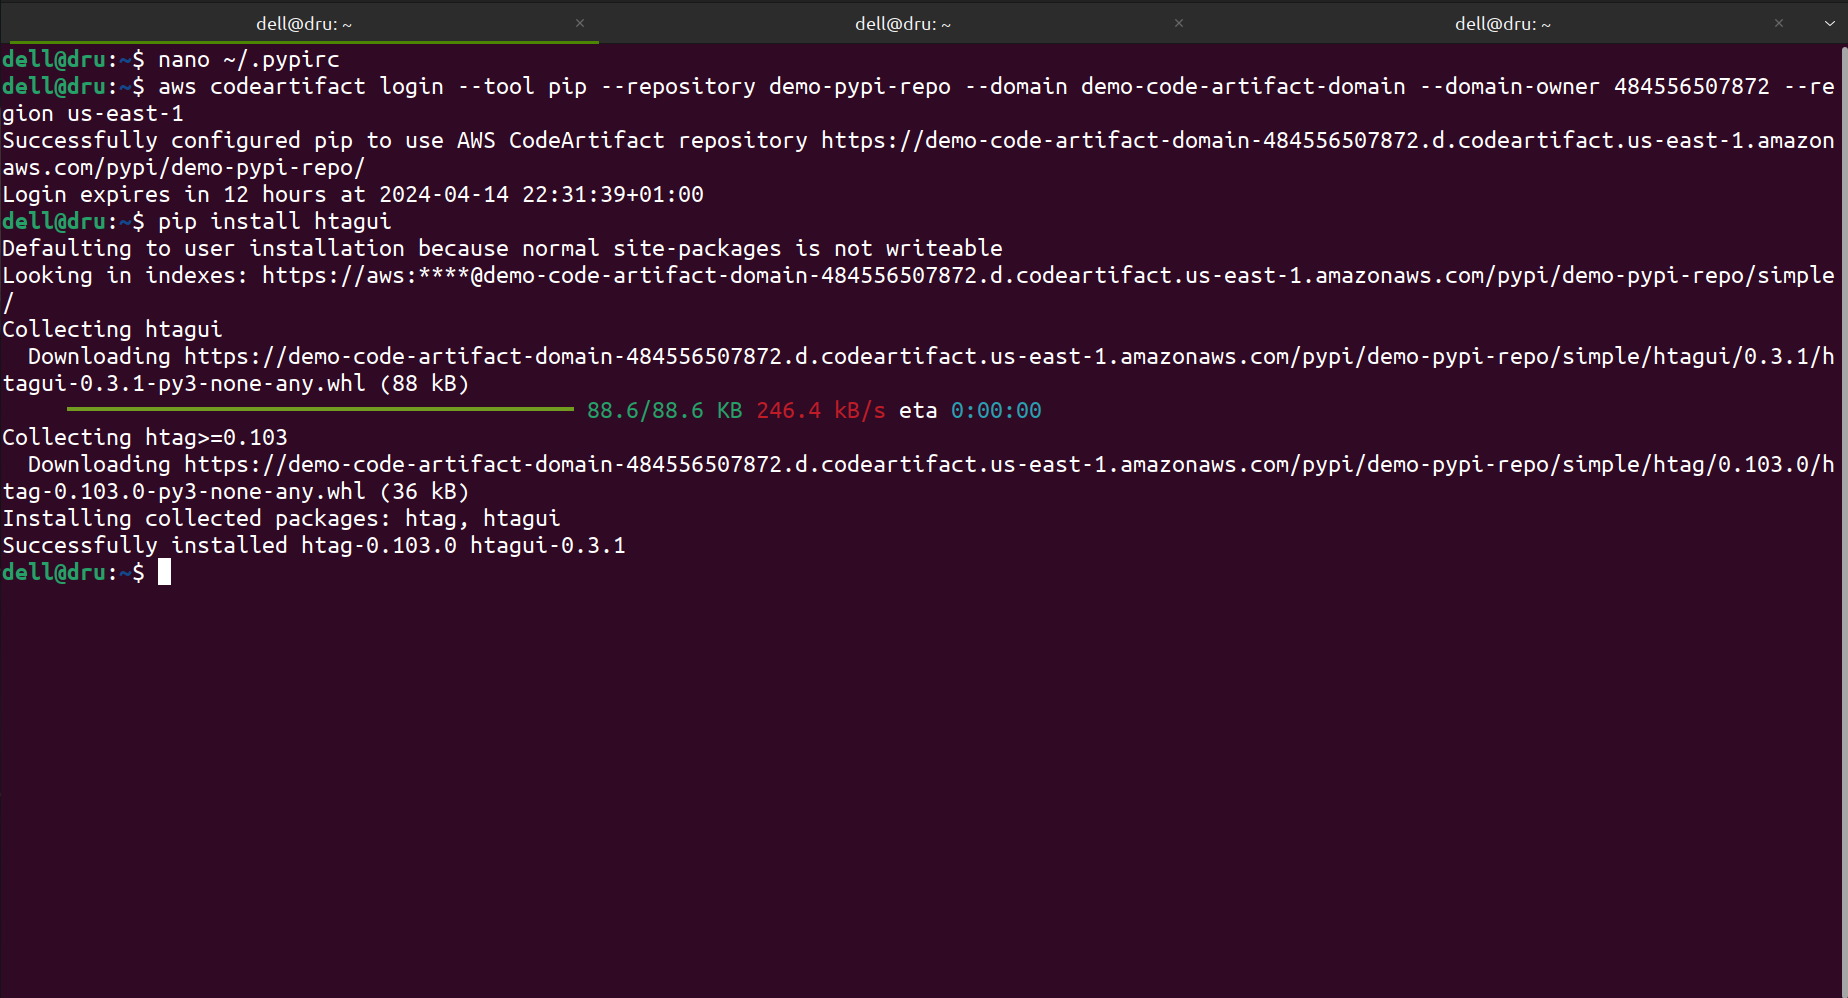 dell@dru: ~ × dell@dru: ~ × dell@dru: ~ ×
dell@dru:~$ nano ~/.pypirc
dell@dru:~$ aws codeartifact login --tool pip --repository demo-pypi-repo --domain demo-code-artifact-domain --domain-owner 484556507872 --re
gion us-east-1
Successfully configured pip to use AWS CodeArtifact repository https://demo-code-artifact-domain-484556507872.d.codeartifact.us-east-1.amazon
aws.com/pypi/demo-pypi-repo/
Login expires in 12 hours at 2024-04-14 22:31:39+01:00
dell@dru:~$ pip install htagui
Defaulting to user installation because normal site-packages is not writeable
Looking in indexes: https://aws:****@demo-code-artifact-domain-484556507872.d.codeartifact.us-east-1.amazonaws.com/pypi/demo-pypi-repo/simple
/
Collecting htagui
  Downloading https://demo-code-artifact-domain-484556507872.d.codeartifact.us-east-1.amazonaws.com/pypi/demo-pypi-repo/simple/htagui/0.3.1/h
tagui-0.3.1-py3-none-any.whl (88 kB)
88.6/88.6 KB 246.4 kB/s eta 0:00:00
Collecting htag>=0.103
  Downloading https://demo-code-artifact-domain-484556507872.d.codeartifact.us-east-1.amazonaws.com/pypi/demo-pypi-repo/simple/htag/0.103.0/h
tag-0.103.0-py3-none-any.whl (36 kB)
Installing collected packages: htag, htagui
Successfully installed htag-0.103.0 htagui-0.3.1
dell@dru:~$